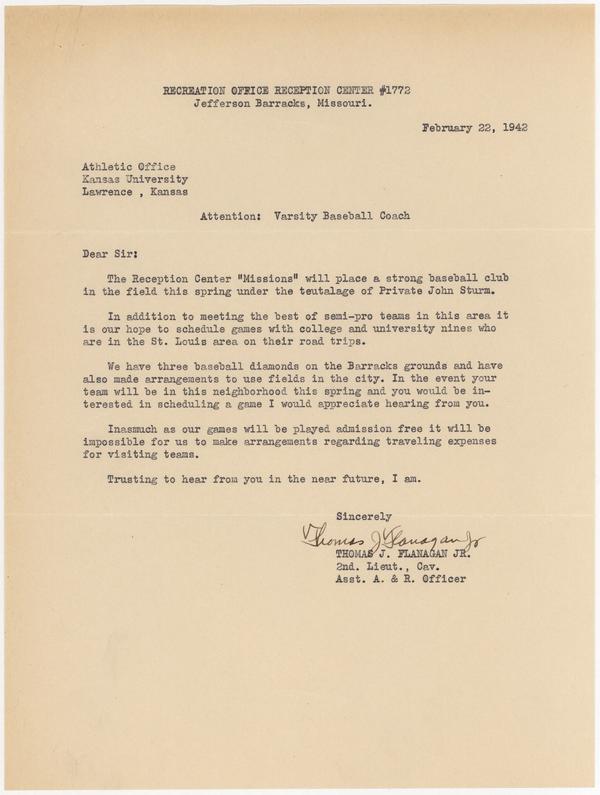 RECREATION OFFICE RECEPTION CENTER #1772
Jefferson Barracks, Missouri.
February 22, 1942
Athletic Office
Kansas University
Lawrence , Kansas
Attention: Varsity Baseball Coach
Dear Sir:
The Reception Center "Missions" will place a strong baseball club
in the field this spring under the teutalage of Private John Sturm.
In addition to meeting the best of semi-pro teams in this area it
is our hope to schedule games with college and university nines who
are in the St. Louis area on their road trips.
We have three baseball diamonds on the Barracks grounds and have
also made arrangements to use fields in the city. In the event your
team will be in this neighborhood this spring and you would be in-
terested in scheduling a game I would appreciate hearing from you.
Inasmuch as our games will be played admission free it will be
impossible for us to make arrangements regarding traveling expenses
for visiting teams.
Trusting to hear from you in the near future, I am.
Sincerely
Thomas J Flanagan Jr
THOMAS J. FLANAGAN JR.
2nd. Lieut., Cav.
Asst. A. & R. Officer